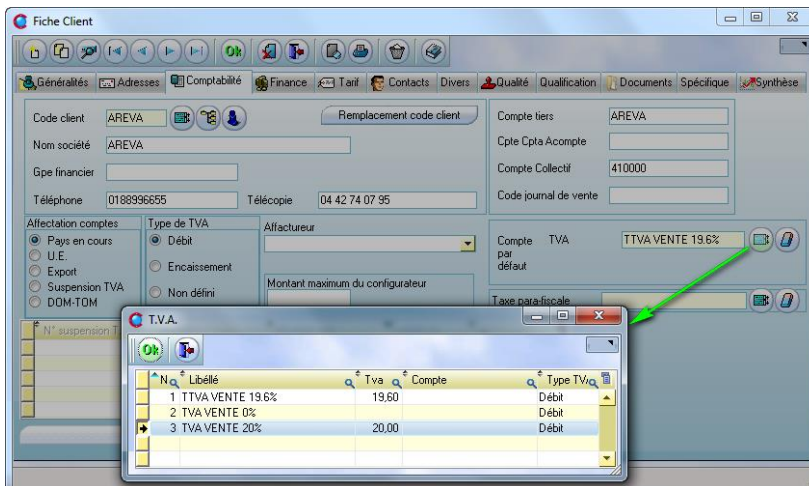 Fiche Client
Ok
Généralités Adresses Comptabilité Finance Tarif Contacts Divers Qualité Qualification Documents Spécifique Synthèse
Code client AREVA Remplacement code client
Nom société AREVA
Gpe financier
Téléphone 0188996655 Télécopie 04 42 74 07 95
Compte tiers AREVA
Cpte Cpta Acompte
Compte Collectif 410000
Code journal de vente
Affectation comptes
Pays en cours
U.E.
Export
Suspension TVA
DOM-TOM
Type de TVA
Débit
Encaissement
Non défini
Affactureur
Montant maximum du configurateur
Compte par défaut TVA TTVA VENTE 19.6%
Taxe para-fiscale
N° suspension T
T.V.A.
Ok
N Libéllé Tva Compte Type TV
1 TTVA VENTE 19.6% 19,60 Débit
2 TVA VENTE 0% Débit
3 TVA VENTE 20% 20,00 Débit